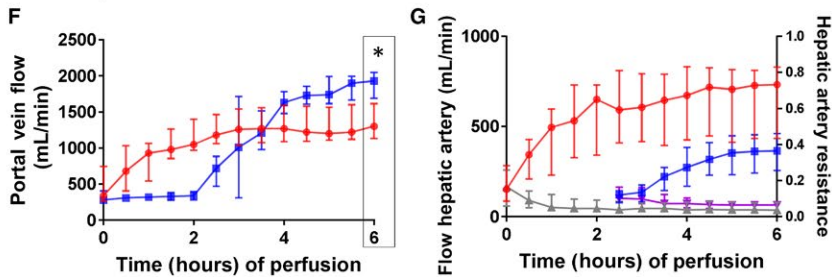 F
Portal vein flow
(mL/min)
2500
2000
1500
1000
500
0
*
0 2 4 6
Time (hours) of perfusion
G
Flow hepatic artery (mL/min)
1000
500
0
0 2 4 6
Time (hours) of perfusion
1.0
0.8
0.6
0.4
0.2
0.0
Hepatic artery resistance